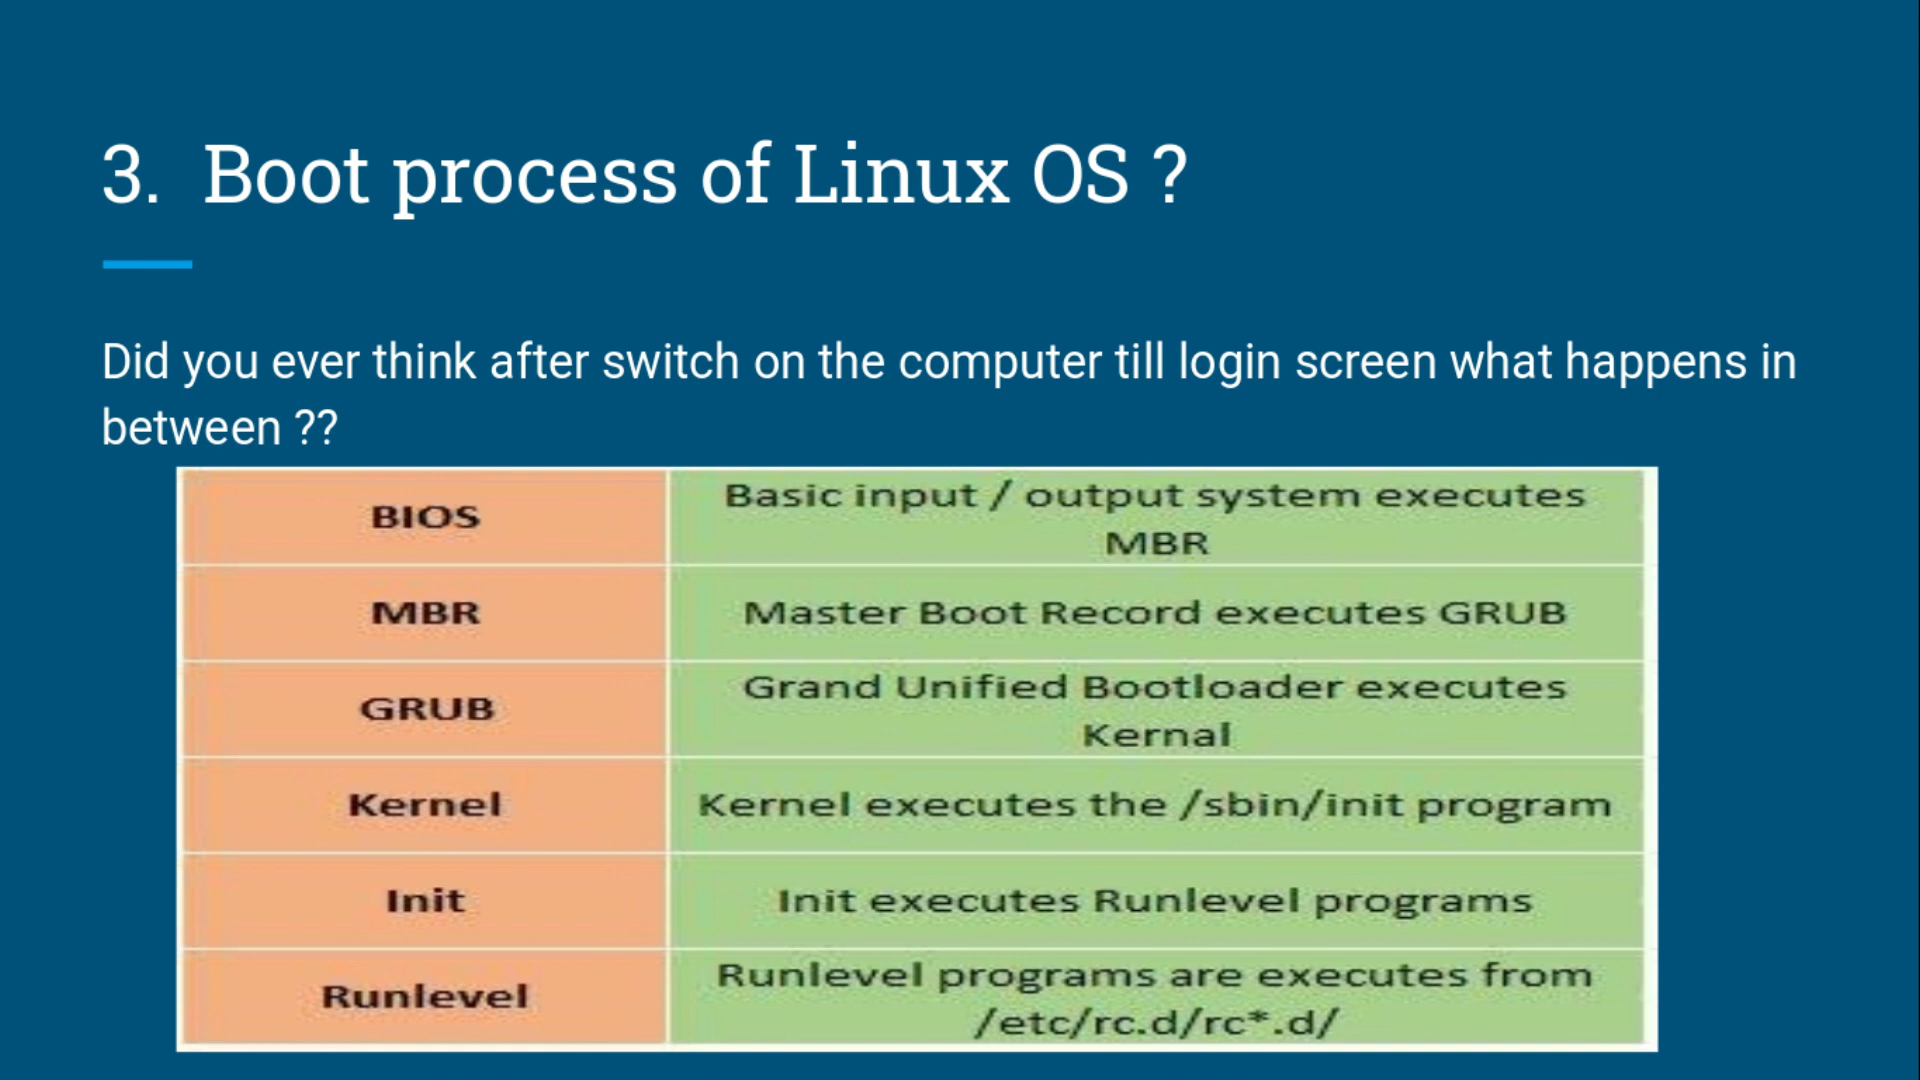 3. Boot process of Linux OS ?
Did you ever think after switch on the computer till login screen what happens in
between ??
BIOS
Basic input / output system executes
MBR
MBR
Master Boot Record executes GRUB
GRUB
Grand Unified Bootloader executes
Kernal
Kernel
Kernel executes the /sbin/init program
Init
Init executes Runlevel programs
Runlevel
Runlevel programs are executes from
/etc/rc.d/rc*.d/